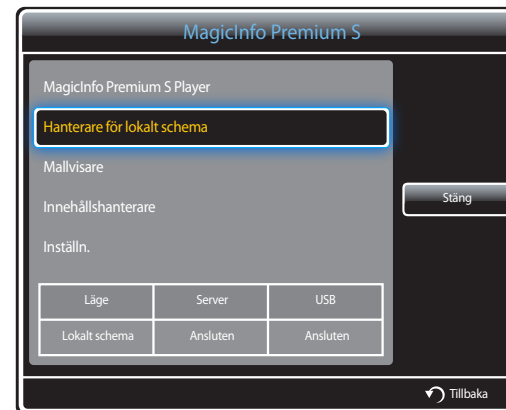 MagicInfo Premium S
MagicInfo Premium S Player
Hanterare för lokalt schema
Mallvisare
Innehållshanterare
Inställn.
Stäng
Läge Server USB
Lokalt schema Ansluten Ansluten
Tillbaka